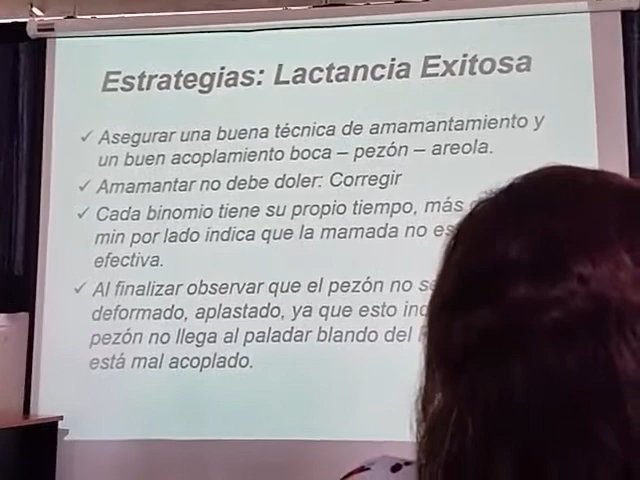 Estrategias: Lactancia Exitosa
✓ Asegurar una buena técnica de amamantamiento y
un buen acoplamiento boca – pezón – areola.
✓ Amamantar no debe doler: Corregir
✓ Cada binomio tiene su propio tiempo, más
min por lado indica que la mamada no
efectiva.
✓ Al finalizar observar que el pezón no
deformado, aplastado, ya que esto
pezón no llega al paladar blando del
está mal acoplado.